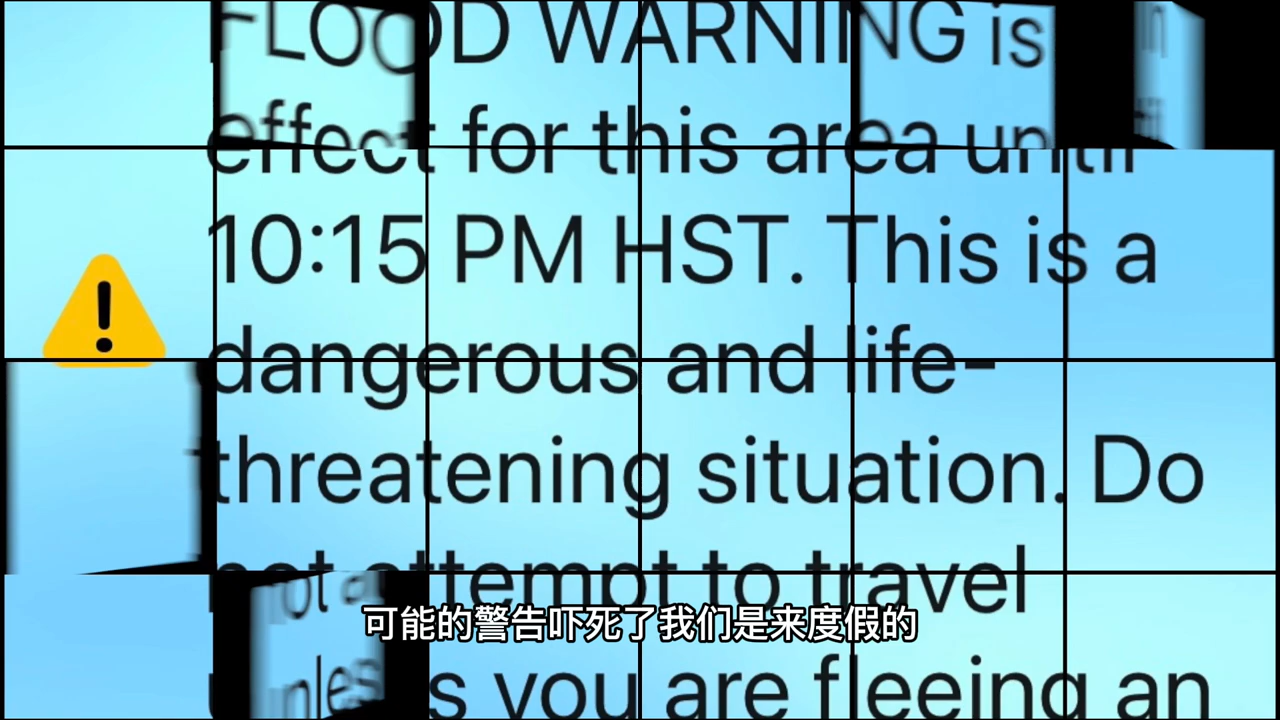 FLOOD WARNING is
effect for this area until
10:15 PM HST. This is a
dangerous and life-
threatening situation. Do
not attempt to travel
unless you are fleeing an
可能的警告吓死了我们是来度假的